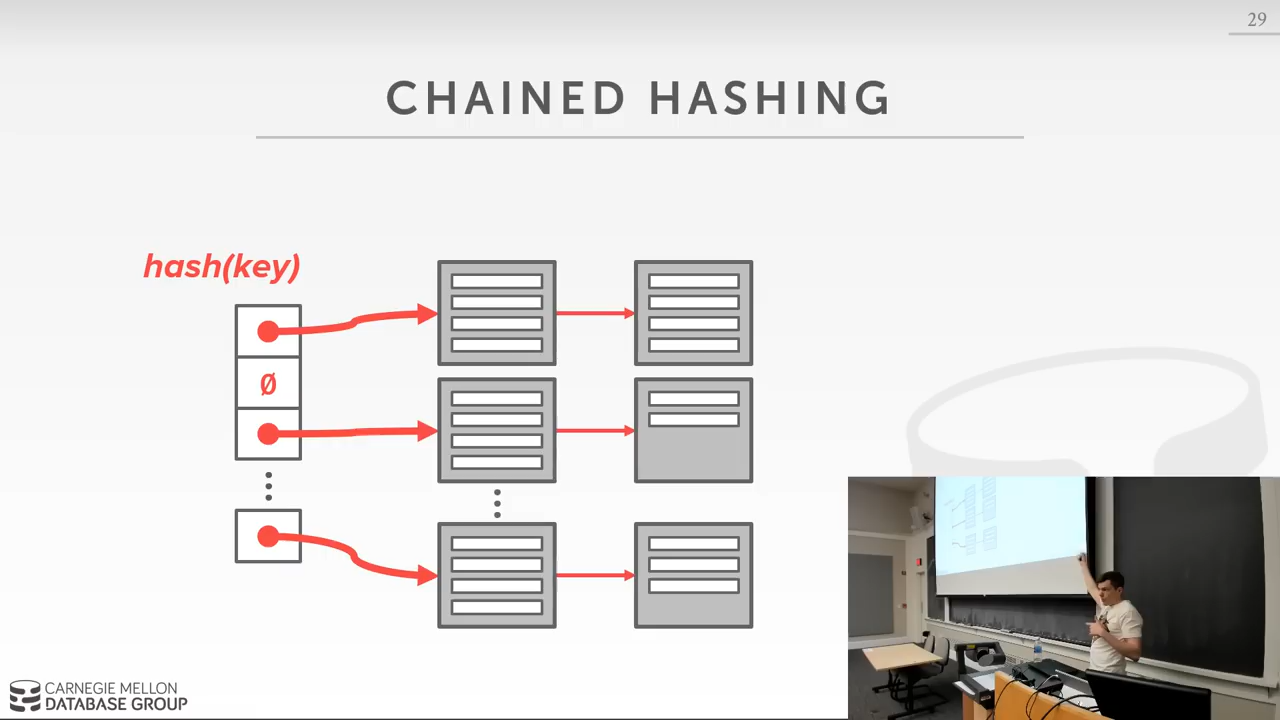 29
CHAINED HASHING
hash(key)
Ø
CARNEGIE MELLON
DATABASE GROUP